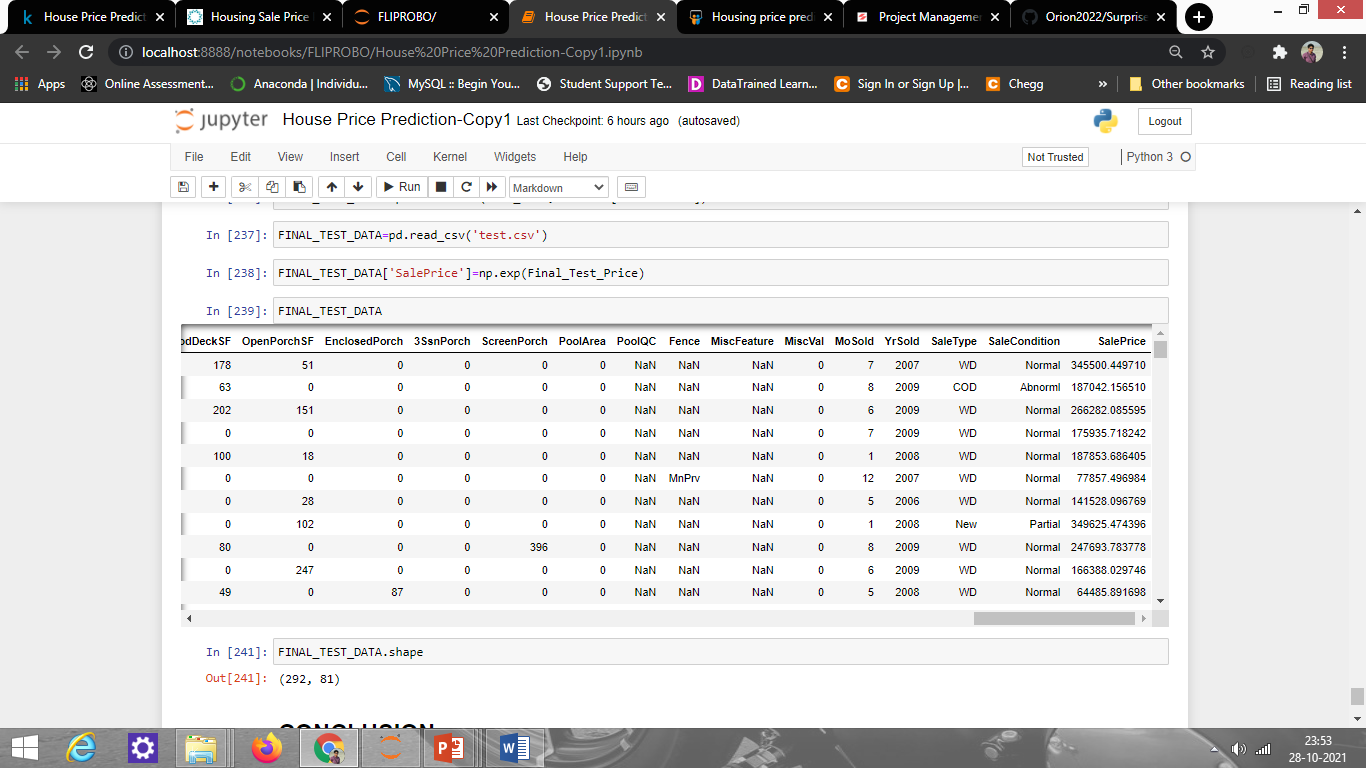 House Price Predict
Housing Sale Price
FLIPROBO/
House Price Predict
Housing price pred
Project Manageme
Orion2022/Surprise
localhost:8888/notebooks/FLIPROBO/House%20Price%20Prediction-Copy1.ipynb
Apps Online Assessment... Anaconda | Individu... MySQL :: Begin You... Student Support Te... DataTrained Learn... Sign In or Sign Up |... Chegg » Other bookmarks Reading list
jupyter House Price Prediction-Copy1 Last Checkpoint: 6 hours ago (autosaved) Logout
File Edit View Insert Cell Kernel Widgets Help Not Trusted Python 3
Run Markdown
In [237]: FINAL_TEST_DATA=pd.read_csv('test.csv')
In [238]: FINAL_TEST_DATA['SalePrice']=np.exp(Final_Test_Price)
In [239]: FINAL_TEST_DATA
odDeckSF OpenPorchSF EnclosedPorch 3SsnPorch ScreenPorch PoolArea PoolQC Fence MiscFeature MiscVal MoSold YrSold SaleType SaleCondition SalePrice
178 51 0 0 0 0 NaN NaN NaN 0 7 2007 WD Normal 345500.449710
63 0 0 0 0 0 NaN NaN NaN 0 8 2009 COD Abnorml 187042.156510
202 151 0 0 0 0 NaN NaN NaN 0 6 2009 WD Normal 266282.085595
0 0 0 0 0 0 NaN NaN NaN 0 7 2009 WD Normal 175935.718242
100 18 0 0 0 0 NaN NaN NaN 0 1 2008 WD Normal 187853.686405
0 0 0 0 0 0 NaN MnPrv NaN 0 12 2007 WD Normal 77857.496984
0 28 0 0 0 0 NaN NaN NaN 0 5 2006 WD Normal 141528.096769
0 102 0 0 0 0 NaN NaN NaN 0 1 2008 New Partial 349625.474396
80 0 0 0 396 0 NaN NaN NaN 0 8 2009 WD Normal 247693.783778
0 247 0 0 0 0 NaN NaN NaN 0 6 2009 WD Normal 166388.029746
49 0 87 0 0 0 NaN NaN NaN 0 5 2008 WD Normal 64485.891698
In [241]: FINAL_TEST_DATA.shape
Out[241]: (292, 81)
CONCLUSION
23:53
28-10-2021